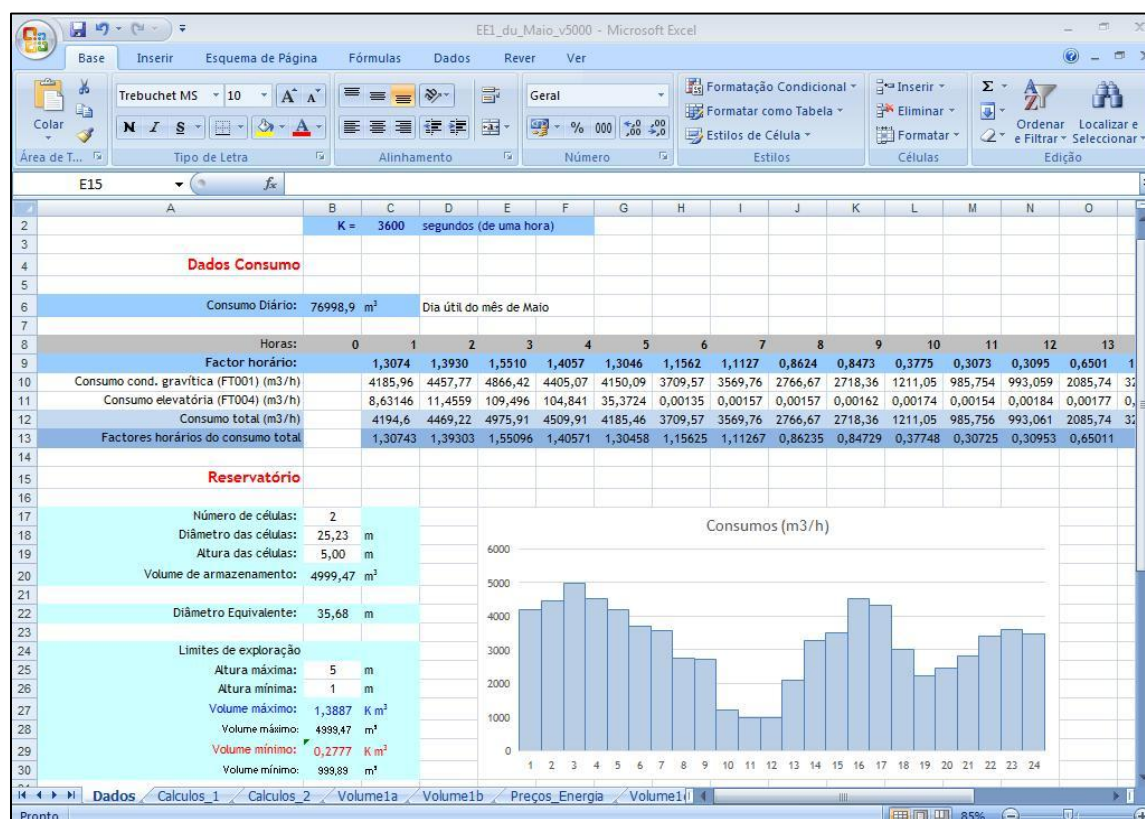 EE1_du_Maio_v5000 - Microsoft Excel
Base Inserir Esquema de Página Fórmulas Dados Rever Ver
Colar Trebuchet MS 10 Geral Formatação Condicional Inserir Σ
N I S % 000 Formatar como Tabela Eliminar Ordenar e Filtrar Localizar e Seleccionar
Estilos de Célula Formatar
Área de T... Tipo de Letra Alinhamento Número Estilos Células Edição
E15 fx
A B C D E F G H I J K L M N O
2 K = 3600 segundos (de uma hora)
3
4 Dados Consumo
5
6 Consumo Diário: 76998,9 m³ Dia útil do mês de Maio
7
8 Horas: 0 1 2 3 4 5 6 7 8 9 10 11 12 13
9 Factor horário: 1,3074 1,3930 1,5510 1,4057 1,3046 1,1562 1,1127 0,8624 0,8473 0,3775 0,3073 0,3095 0,6501 1
10 Consumo cond. gravítica (FT001) (m3/h) 4185,96 4457,77 4866,42 4405,07 4150,09 3709,57 3569,76 2766,67 2718,36 1211,05 985,754 993,059 2085,74 32
11 Consumo elevatória (FT004) (m3/h) 8,63146 11,4559 109,496 104,841 35,3724 0,00135 0,00157 0,00157 0,00162 0,00174 0,00154 0,00184 0,00177 0,
12 Consumo total (m3/h) 4194,6 4469,22 4975,91 4509,91 4185,46 3709,57 3569,76 2766,67 2718,36 1211,05 985,756 993,061 2085,74 32
13 Factores horários do consumo total 1,30743 1,39303 1,55096 1,40571 1,30458 1,15625 1,11267 0,86235 0,84729 0,37748 0,30725 0,30953 0,65011
14
15 Reservatório
16
17 Número de células: 2
18 Diâmetro das células: 25,23 m
19 Altura das células: 5,00 m
20 Volume de armazenamento: 4999,47 m³
21
22 Diâmetro Equivalente: 35,68 m
23
24 Limites de exploração
25 Altura máxima: 5 m
26 Altura mínima: 1 m
27 Volume máximo: 1,3887 K m³
28 Volume máximo: 4999,47 m³
29 Volume mínimo: 0,2777 K m³
30 Volume mínimo: 999,89 m³
Consumos (m3/h)
6000
5000
4000
3000
2000
1000
0
1 2 3 4 5 6 7 8 9 10 11 12 13 14 15 16 17 18 19 20 21 22 23 24
Dados Calculos_1 Calculos_2 Volume1a Volume1b Preços_Energia
Pronto 85%